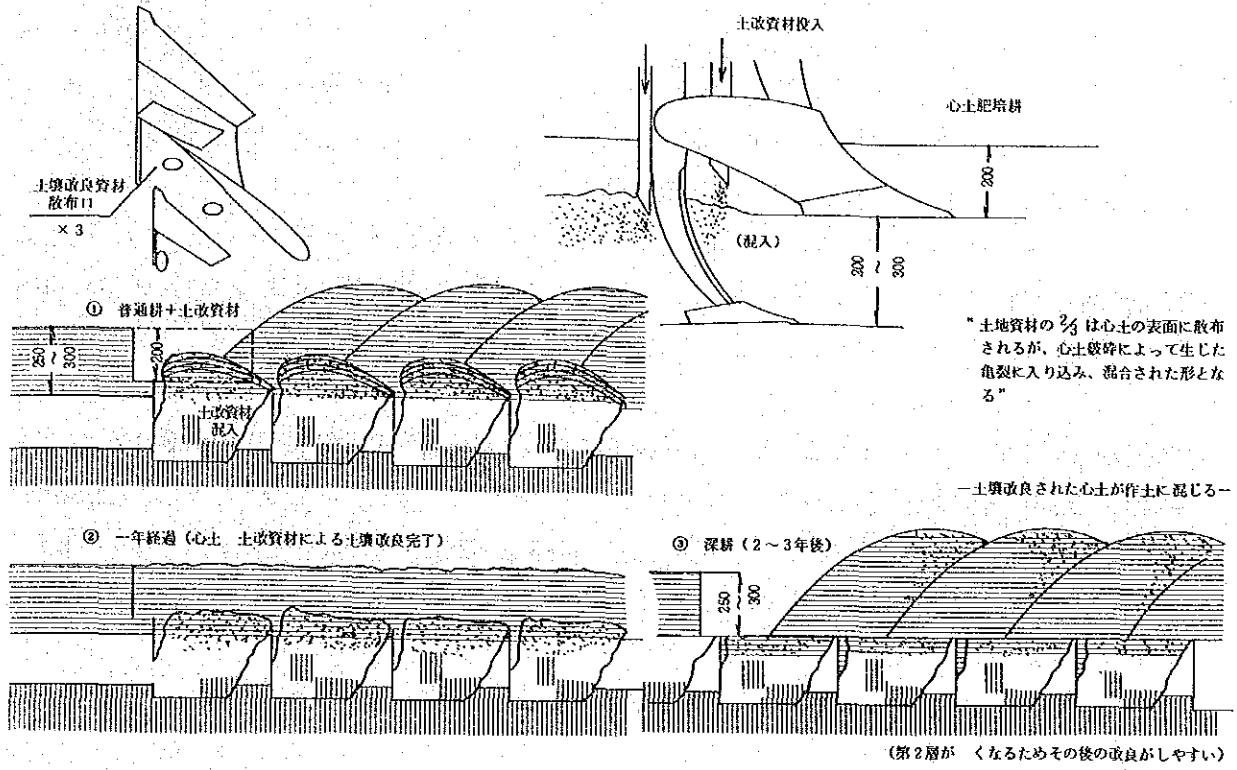 土改資材投入
心土肥培耕
土壌改良資材
散布口
× 3
200
(混入)
200
～
300
① 普通耕＋土改資材
250
～
300
200
土改資材
混入
"土地資材の 2/3 は心土の表面に散布
されるが、心土破砕によって生じた
亀裂に入り込み、混合された形とな
る"
―土壌改良された心土が作土に混じる―
② 一年経過（心土　土改資材による土壌改良完了）
③ 深耕（２～３年後）
250
～
300
(第２層が　くなるためその後の改良がしやすい)